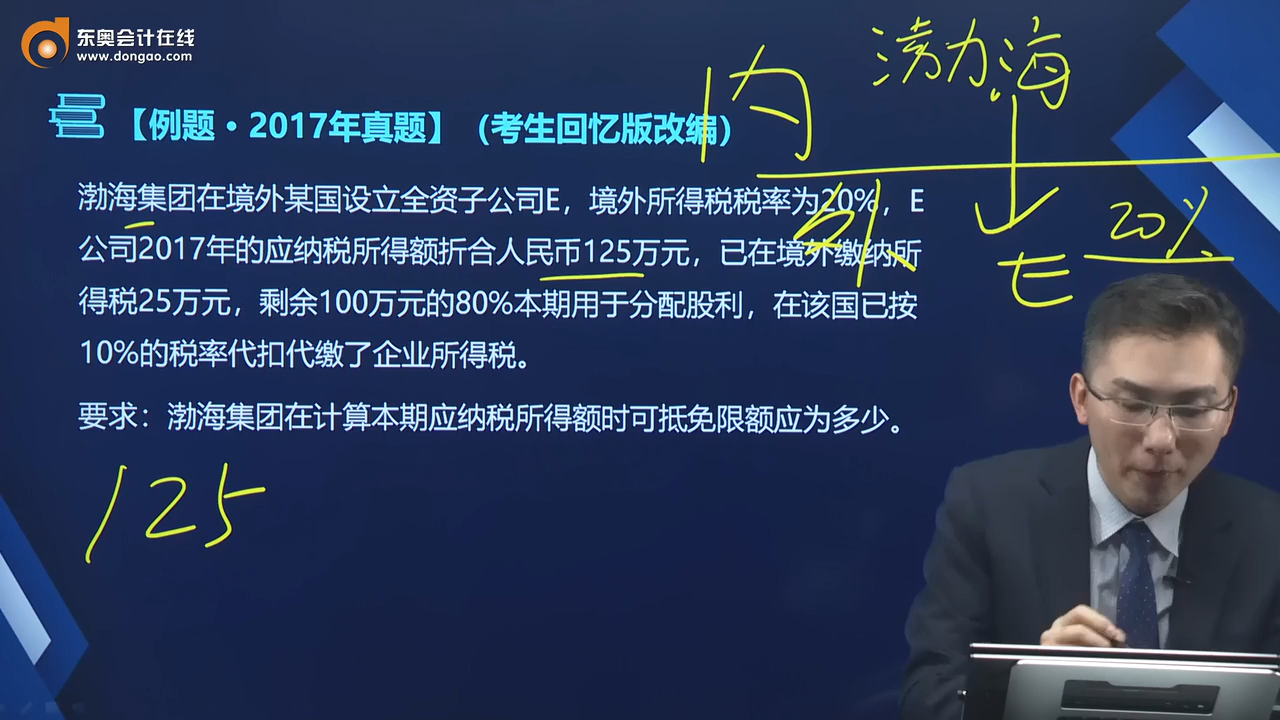 东奥会计在线
www.dongao.com
渤海
内
【例题·2017年真题】（考生回忆版改编）
渤海集团在境外某国设立全资子公司E，境外所得税税率为20%，E
公司2017年的应纳税所得额折合人民币125万元，已在境外缴纳所
得税25万元，剩余100万元的80%本期用于分配股利，在该国已按
10%的税率代扣代缴了企业所得税。
外
20%
E
要求：渤海集团在计算本期应纳税所得额时可抵免限额应为多少。
125